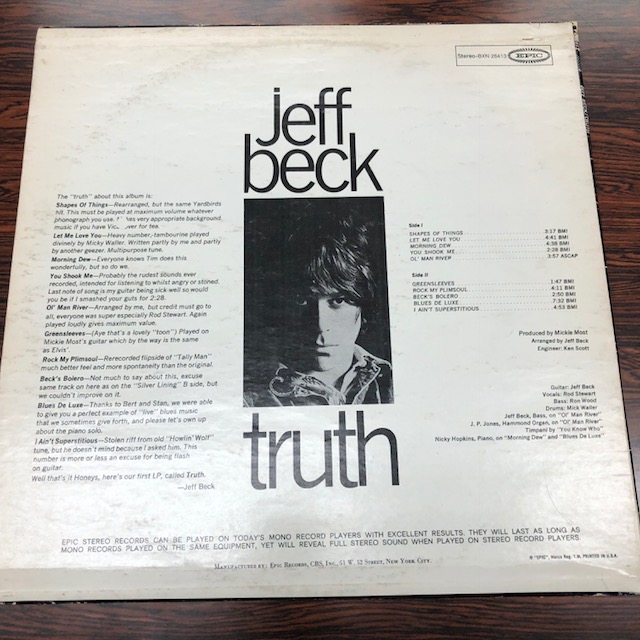 Stereo-BXN 26413 EPIC
jeff
beck
The "truth" about this album is:
Shapes Of Things—Rearranged, but the same Yardbirds
hit. This must be played at maximum volume whatever
phonograph you use. very appropriate background
music if you have for tea.
Let Me Love You—Heavy number, tambourine played
divinely by Micky Waller. Written partly by me and partly
by another geezer. Multipurpose tune.
Morning Dew—Everyone knows Tim does this
wonderfully, but so do we.
You Shook Me—Probably the rudest sounds ever
recorded, intended for listening to whilst angry or stoned.
Last note of song is my guitar being sick well so would
you be if I smashed your guts for 2:28.
Ol' Man River—Arranged by me, but credit must go to
all, everyone was super especially Rod Stewart. Again
played loudly gives maximum value.
Greensleeves—(Aye that's a lovely "toon") Played on
Mickie Most's guitar which by the way is the same
as Elvis'.
Rock My Plimsoul—Rerecorded flipside of "Tally Man"
much better feel and more spontaneity than the original.
Beck's Bolero—Not much to say about this, excuse
same track on here as on the "Silver Lining" B side, but
we couldn't improve on it.
Blues De Luxe—Thanks to Bert and Stan, we were able
to give you a perfect example of "live" blues music
that we sometimes give forth, and please let's own up
about the piano solo.
I Ain't Superstitious—Stolen riff from old "Howlin' Wolf"
tune, but he doesn't mind because I asked him. This
number is more or less an excuse for being flash
on guitar.
Well that's it Honeys, here's our first LP, called Truth.
—Jeff Beck
Side I
SHAPES OF THINGS 3:17 BMI
LET ME LOVE YOU 4:41 BMI
MORNING DEW 4:38 BMI
YOU SHOOK ME 2:28 BMI
OL' MAN RIVER 3:57 ASCAP
Side II
GREENSLEEVES 1:47 BMI
ROCK MY PLIMSOUL 4:11 BMI
BECK'S BOLERO 2:50 BMI
BLUES DE LUXE 7:32 BMI
I AIN'T SUPERSTITIOUS 4:53 BMI
Produced by Mickie Most
Arranged by Jeff Beck
Engineer: Ken Scott
Guitar: Jeff Beck
Vocals: Rod Stewart
Bass: Ron Wood
Drums: Mick Waller
Jeff Beck, Bass, on "Ol' Man River"
J. P. Jones, Hammond Organ, on "Ol' Man River"
Timpani by "You Know Who"
Nicky Hopkins, Piano, on "Morning Dew" and "Blues De Luxe"
truth
EPIC STEREO RECORDS CAN BE PLAYED ON TODAY'S MONO RECORD PLAYERS WITH EXCELLENT RESULTS. THEY WILL LAST AS LONG AS
MONO RECORDS PLAYED ON THE SAME EQUIPMENT, YET WILL REVEAL FULL STEREO SOUND WHEN PLAYED ON STEREO RECORD PLAYERS
Manufactured by: Epic Records, CBS, Inc., 51 W. 52 Street, New York City.
® "EPIC", Marca Reg. T.M. PRINTED IN U.S.A.